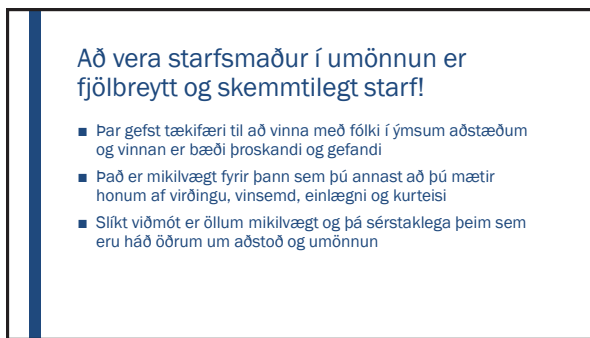 Að vera starfsmaður í umönnun er
fjölbreytt og skemmtilegt starf!
■ Þar gefst tækifæri til að vinna með fólki í ýmsum aðstæðum
og vinnan er bæði þroskandi og gefandi
■ Það er mikilvægt fyrir þann sem þú annast að þú mætir
honum af virðingu, vinsemd, einlægni og kurteisi
■ Slíkt viðmót er öllum mikilvægt og þá sérstaklega þeim sem
eru háð öðrum um aðstoð og umönnun